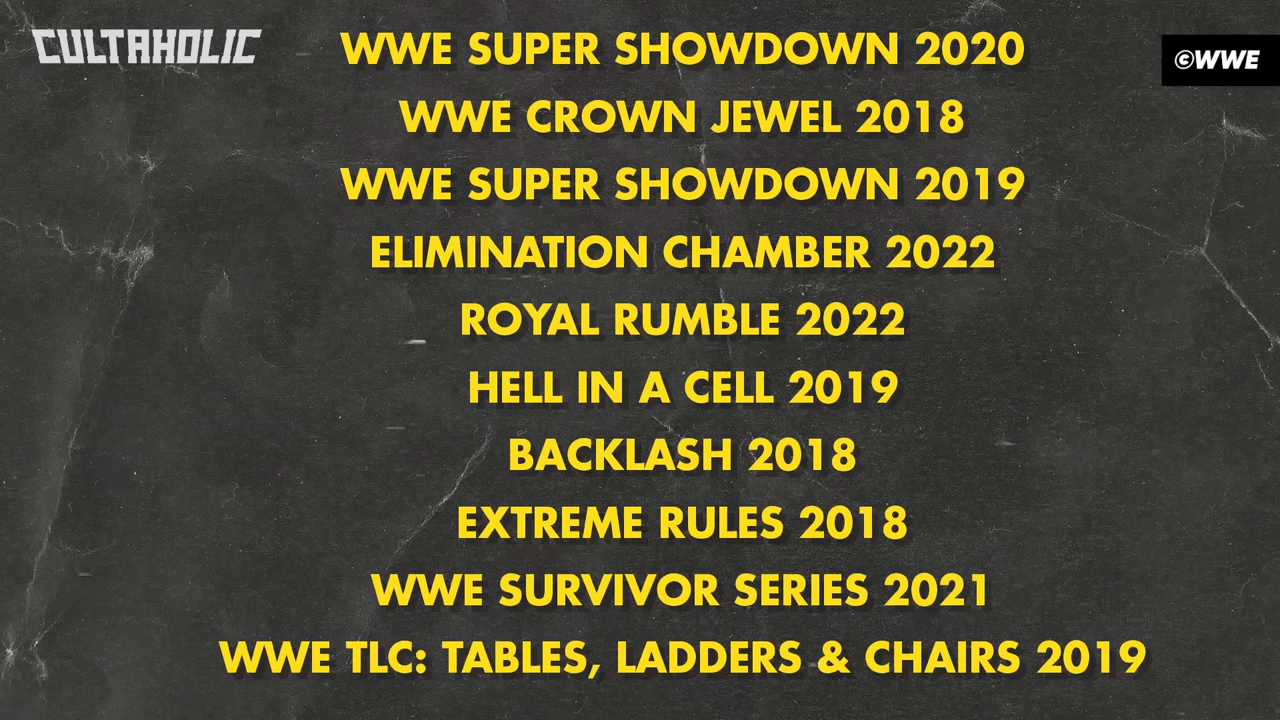 CULTAHOLIC
©WWE
WWE SUPER SHOWDOWN 2020
WWE CROWN JEWEL 2018
WWE SUPER SHOWDOWN 2019
ELIMINATION CHAMBER 2022
ROYAL RUMBLE 2022
HELL IN A CELL 2019
BACKLASH 2018
EXTREME RULES 2018
WWE SURVIVOR SERIES 2021
WWE TLC: TABLES, LADDERS & CHAIRS 2019